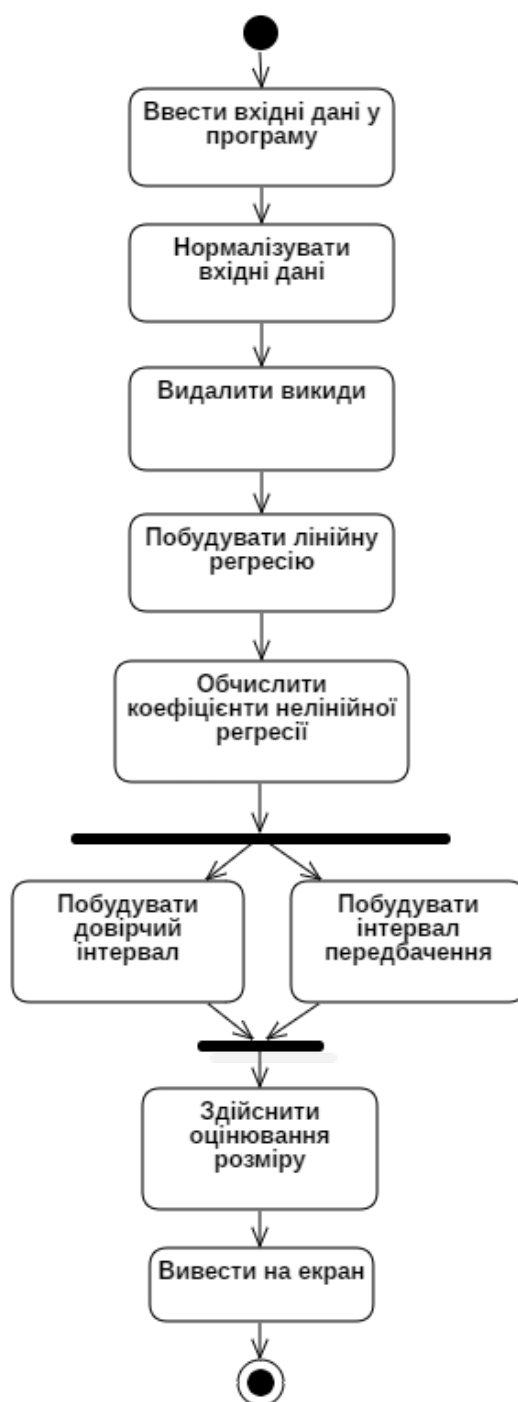 Ввести вхідні дані у
програму
Нормалізувати
вхідні дані
Видалити викиди
Побудувати лінійну
регресію
Обчислити
коефіцієнти нелінійної
регресії
Побудувати
довірчий
інтервал
Побудувати
інтервал
передбачення
Здійснити
оцінювання
розміру
Вивести на екран